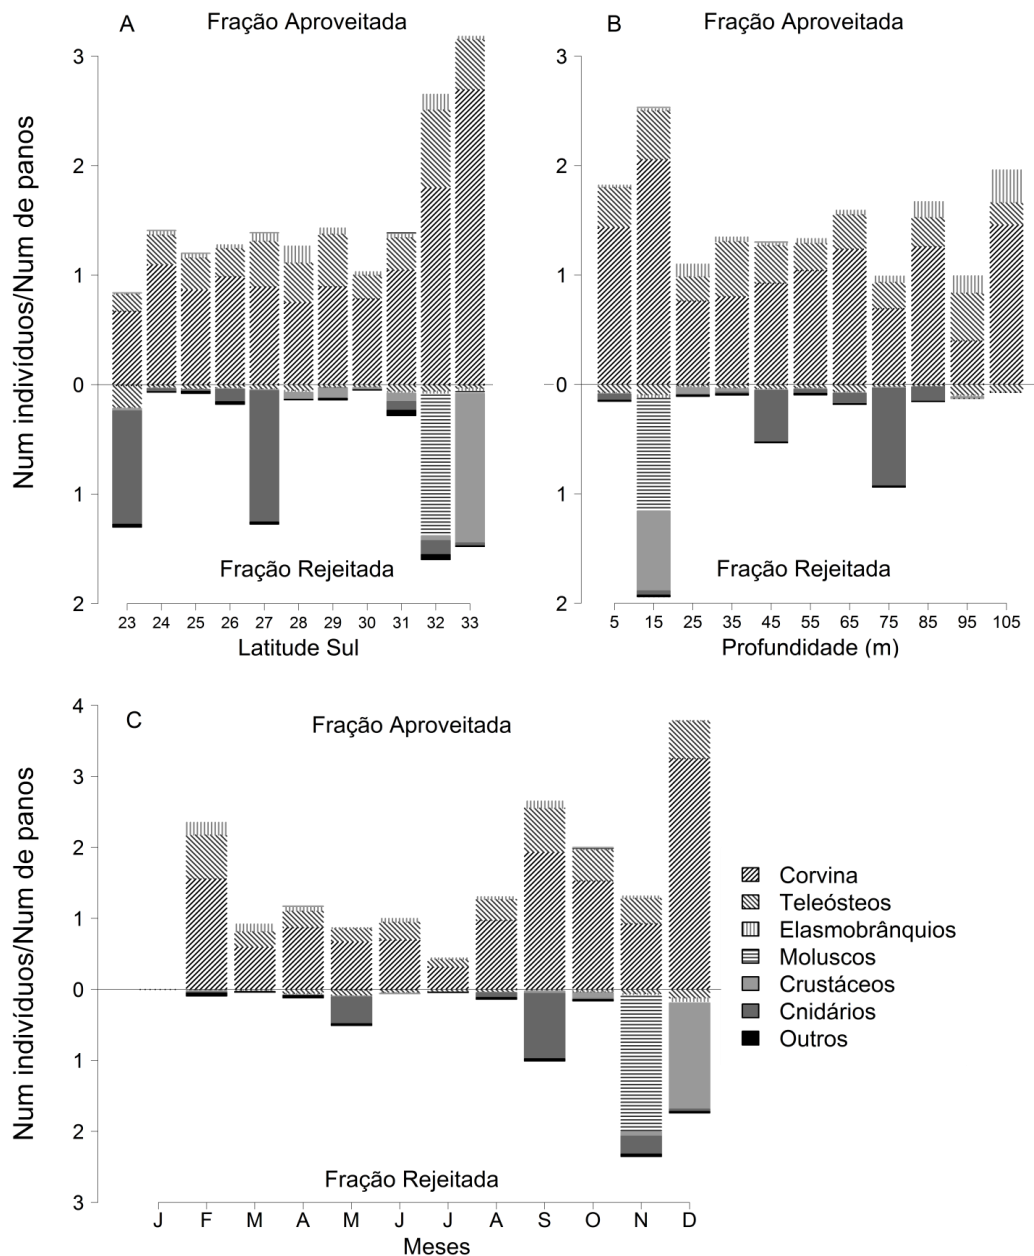 A
Fração Aproveitada
3
2
1
0
1
2
Num indivíduos/Num de panos
Fração Rejeitada
23 24 25 26 27 28 29 30 31 32 33
Latitude Sul
B
Fração Aproveitada
3
2
1
0
1
2
Fração Rejeitada
5 15 25 35 45 55 65 75 85 95 105
Profundidade (m)
C
Fração Aproveitada
4
3
2
1
0
1
2
3
Num indivíduos/Num de panos
Fração Rejeitada
J F M A M J J A S O N D
Meses
Corvina
Teleósteos
Elasmobrânquios
Moluscos
Crustáceos
Cnidários
Outros